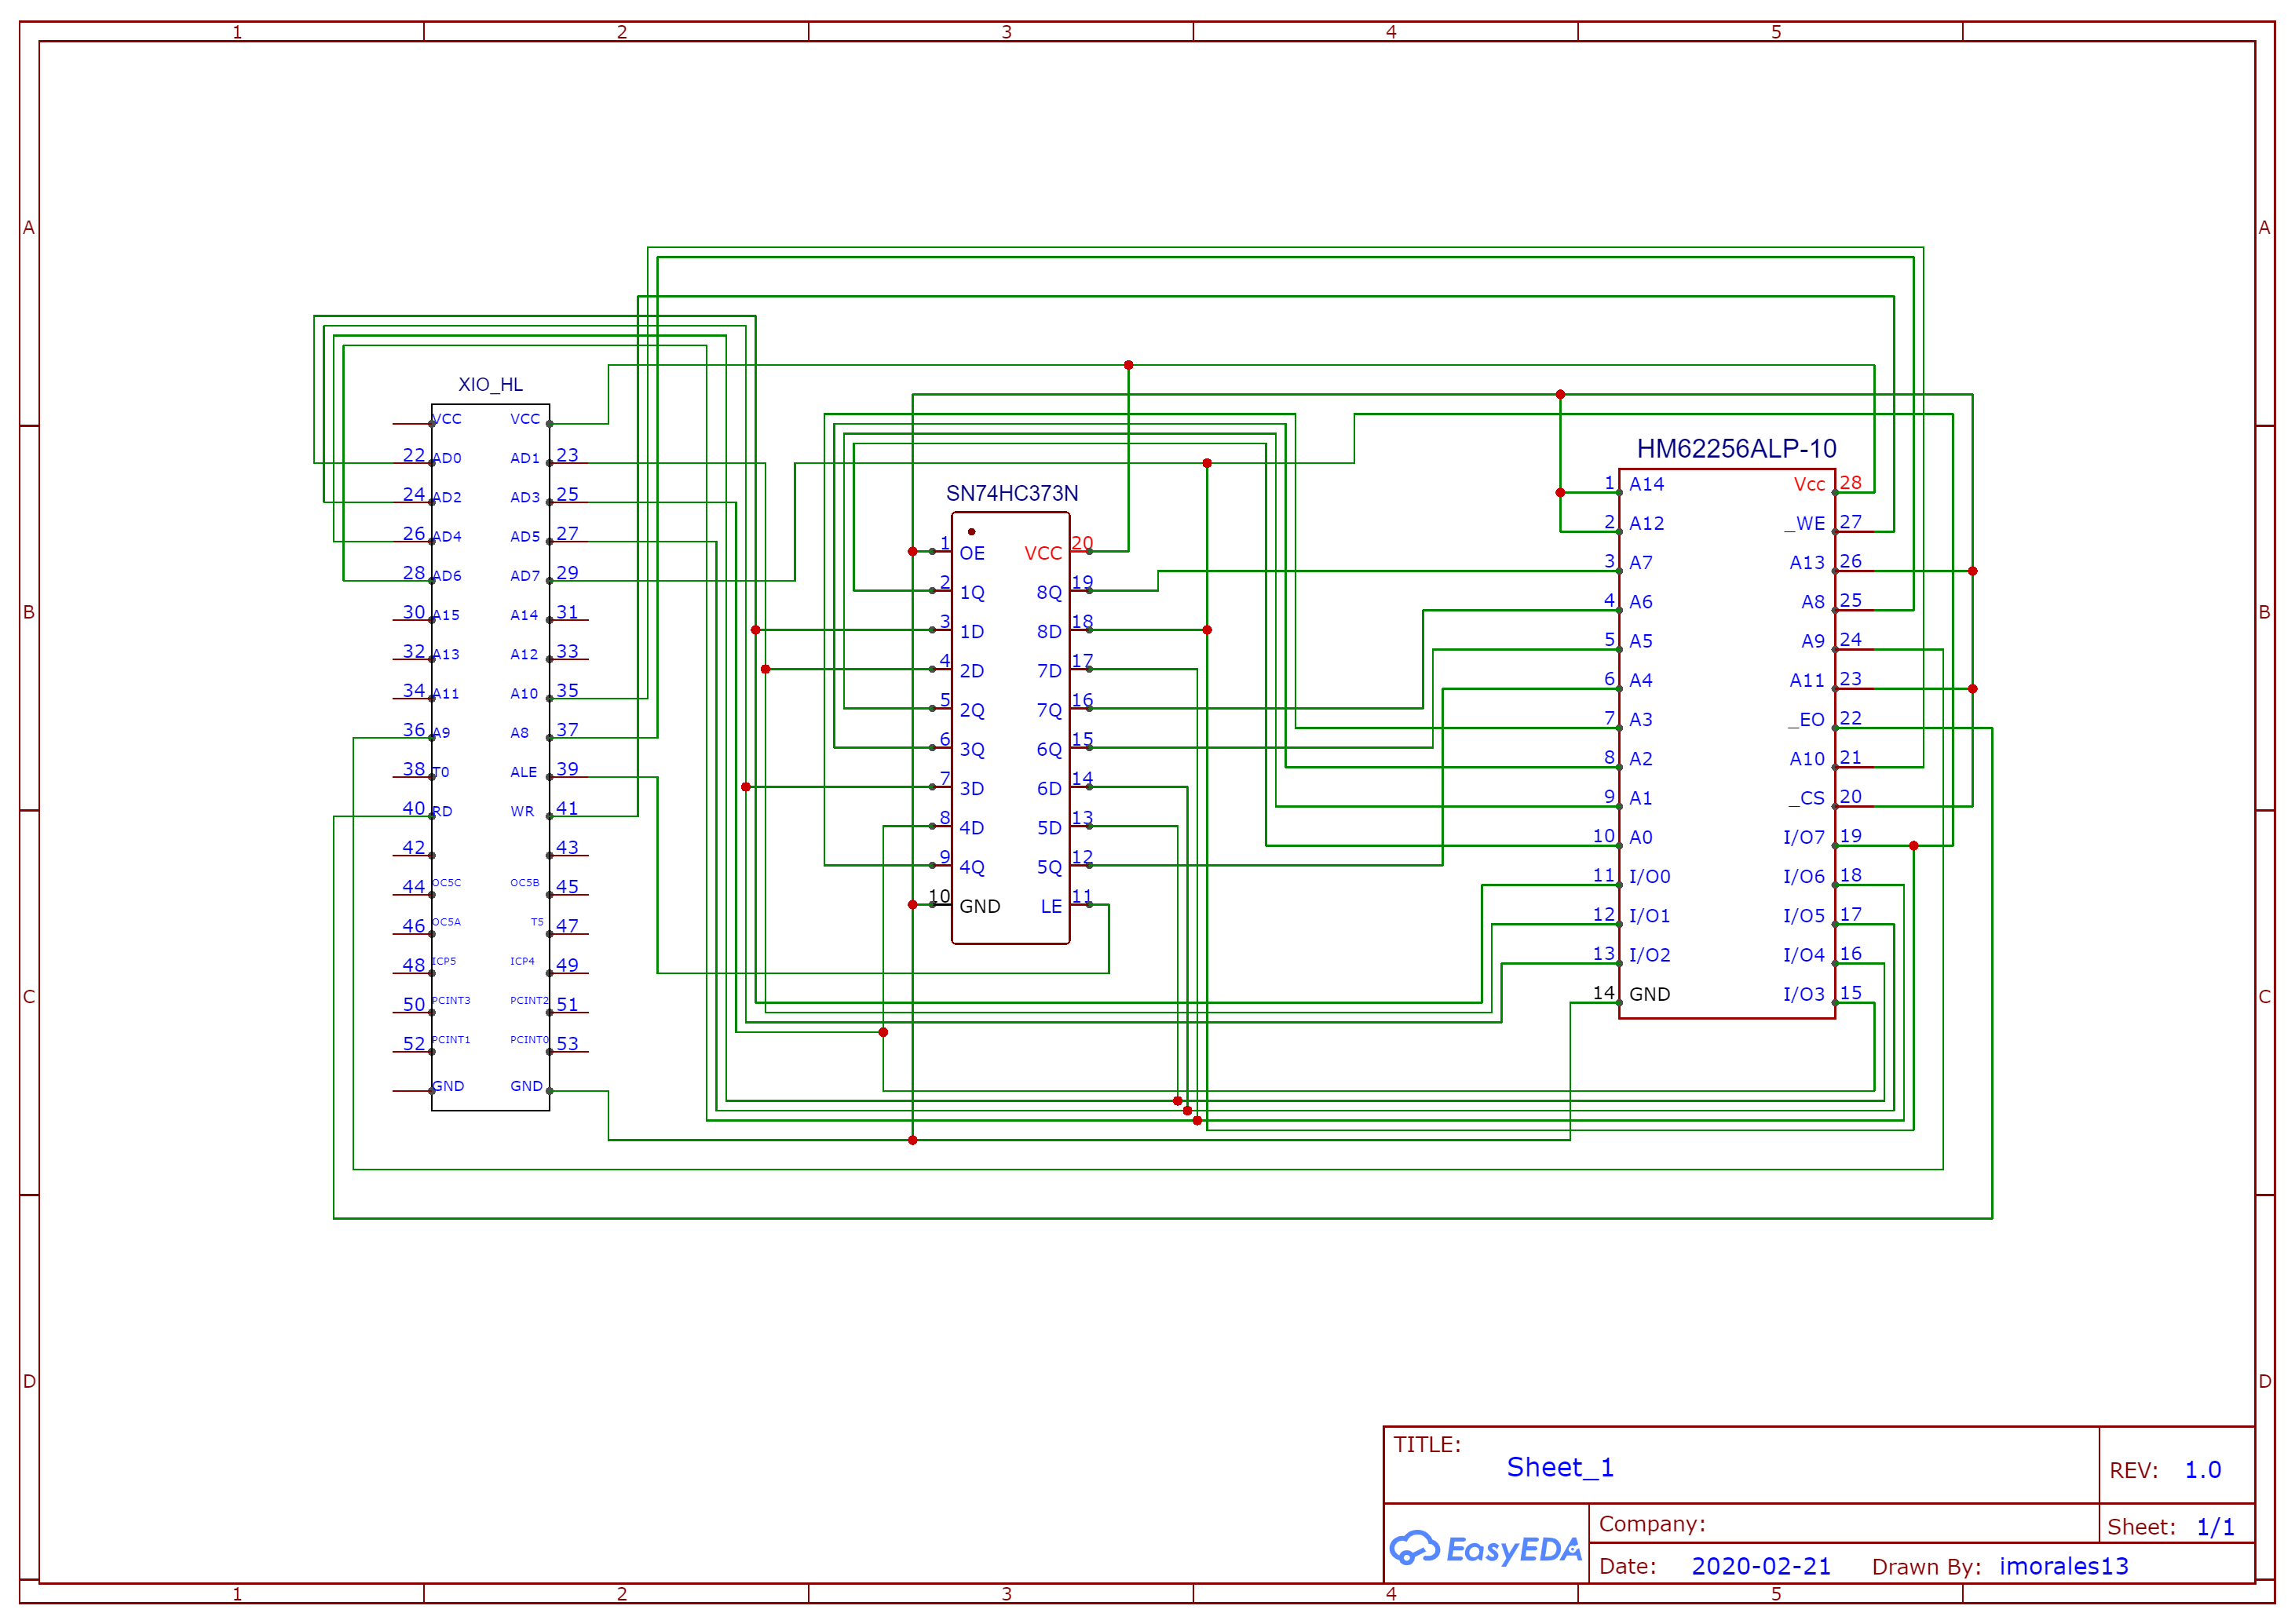 1 2 3 4 5
A A
B B
C C
D D
XIO_HL
VCC VCC
22 AD0 AD1 23
24 AD2 AD3 25
26 AD4 AD5 27
28 AD6 AD7 29
30 A15 A14 31
32 A13 A12 33
34 A11 A10 35
36 A9 A8 37
38 T0 ALE 39
40 RD WR 41
42 43
44 OC5C OC5B 45
46 OC5A T5 47
48 ICP5 ICP4 49
50 PCINT3 PCINT2 51
52 PCINT1 PCINT0 53
GND GND
SN74HC373N
1 OE VCC 20
2 1Q 8Q 19
3 1D 8D 18
4 2D 7D 17
5 2Q 7Q 16
6 3Q 6Q 15
7 3D 6D 14
8 4D 5D 13
9 4Q 5Q 12
10 GND LE 11
HM62256ALP-10
1 A14 Vcc 28
2 A12 _WE 27
3 A7 A13 26
4 A6 A8 25
5 A5 A9 24
6 A4 A11 23
7 A3 _EO 22
8 A2 A10 21
9 A1 _CS 20
10 A0 I/O7 19
11 I/O0 I/O6 18
12 I/O1 I/O5 17
13 I/O2 I/O4 16
14 GND I/O3 15
TITLE:
Sheet_1
REV: 1.0
EasyEDA
Company:
Sheet: 1/1
Date: 2020-02-21 Drawn By: imorales13
1 2 3 4 5